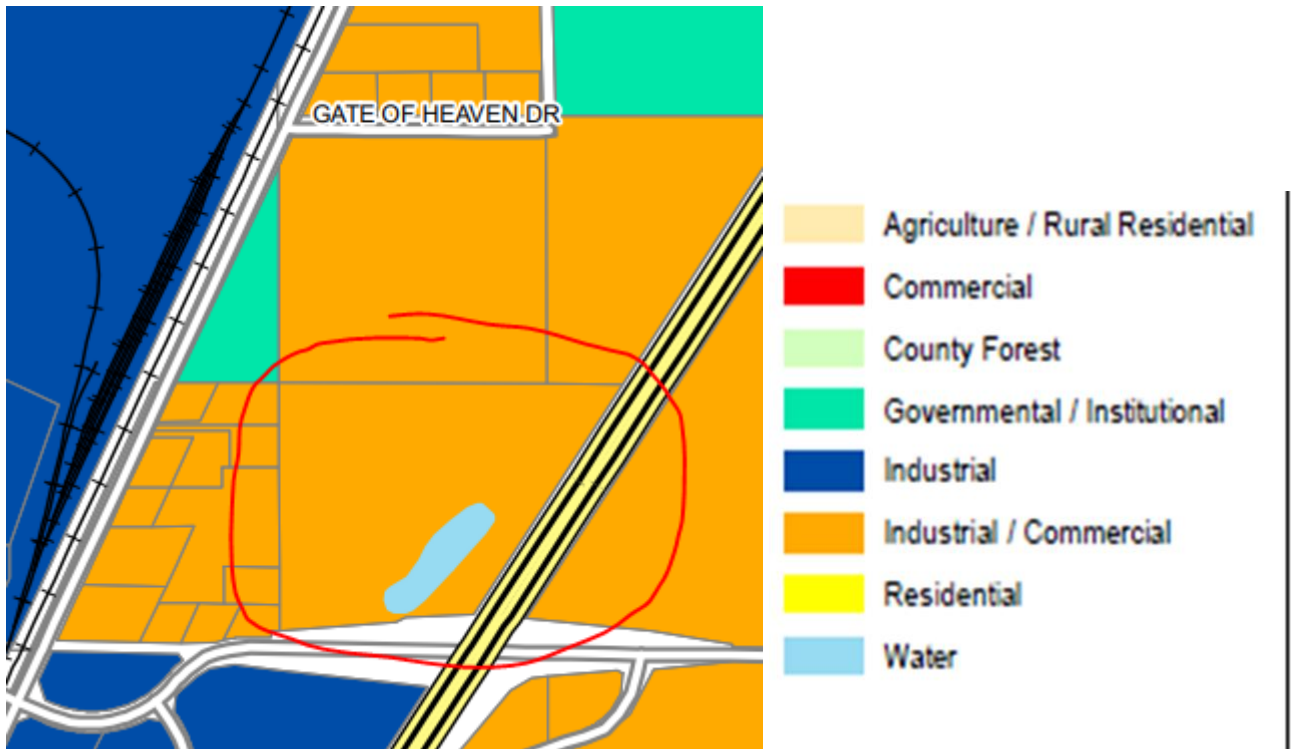 GATE OF HEAVEN DR
Agriculture / Rural Residential
Commercial
County Forest
Governmental / Institutional
Industrial
Industrial / Commercial
Residential
Water